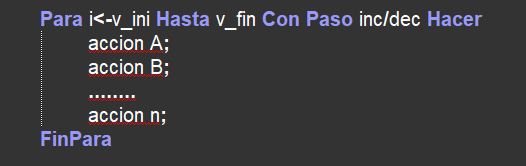 Para i<-v_ini Hasta v_fin Con Paso inc/dec Hacer
accion A;
accion B;
........
accion n;
FinPara